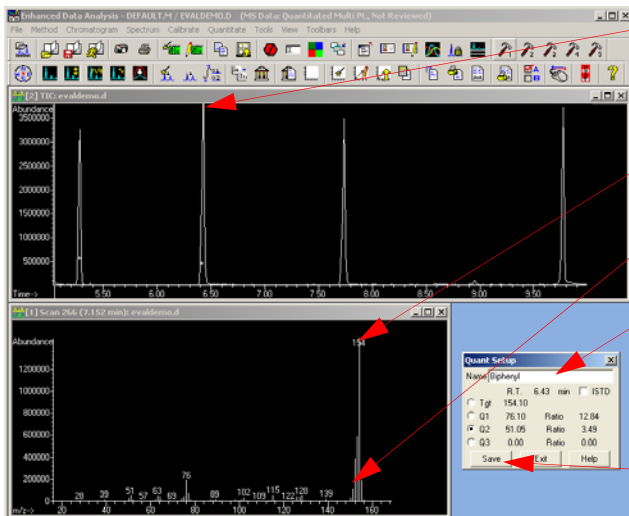 Enhanced Data Analysis - DEFAULT.M / EVALDEMO.D (MS Data: Quantitated Multi PL, Not Reviewed)
File Method Chromatogram Spectrum Calibrate Quantitate Tools View Toolbars Help
[2] TIC: evaldemo.d
Abundance
3500000
3000000
2500000
2000000
1500000
1000000
500000
Time--> 5.50 6.00 6.50 7.00 7.50 8.00 8.50 9.00 9.50
[1] Scan 266 (7.152 min): evaldemo.d
Abundance
154
1200000
1000000
800000
600000
400000
200000
0
76
28 39 51 57 63 69 89 102 109 115 122 128 139
m/z--> 20 40 60 80 100 120 140 160
Quant Setup
Name Biphenyl
R.T. 6.43 min ISTD
Tgt 154.10
Q1 76.10 Ratio 12.84
Q2 51.05 Ratio 3.49
Q3 0.00 Ratio 0.00
Save Exit Help